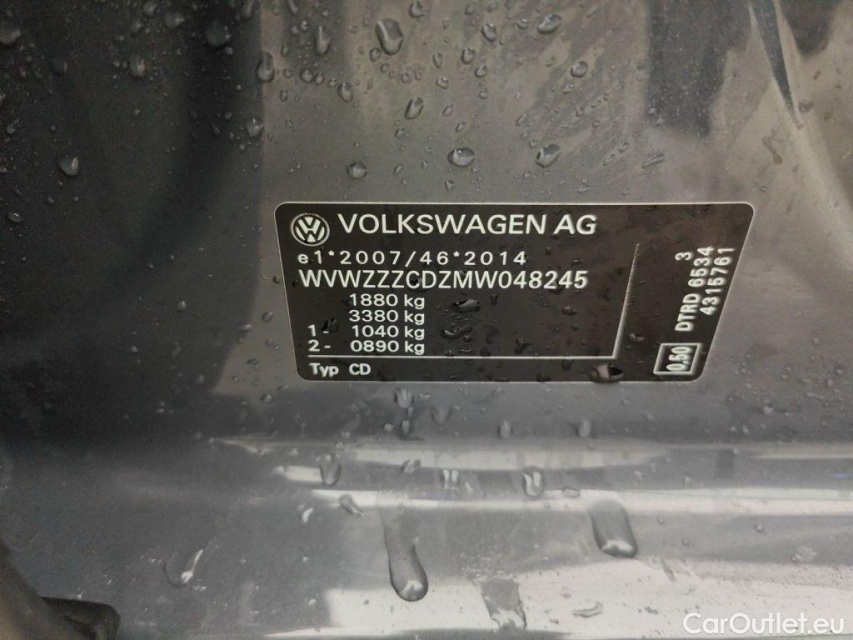 VOLKSWAGEN AG
e1*2007/46*2014
WVWZZZCDZMW048245
1880 kg
3380 kg
1- 1040 kg
2- 0890 kg
Typ CD
3
DTRD 6534
4315761
0,50
CarOutlet.eu